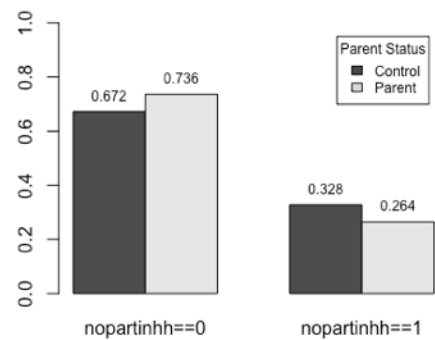 1.0
0.8
0.6
0.4
0.2
0.0
0.672
0.736
0.328
0.264
Parent Status
Control
Parent
nopartinhh==0
nopartinhh==1